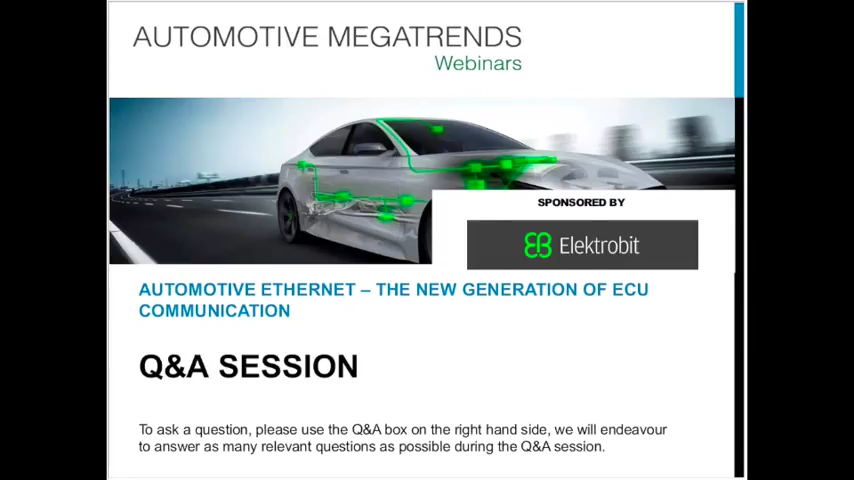 AUTOMOTIVE MEGATRENDS
Webinars
SPONSORED BY
EB Elektrobit
AUTOMOTIVE ETHERNET – THE NEW GENERATION OF ECU
COMMUNICATION
Q&A SESSION
To ask a question, please use the Q&A box on the right hand side, we will endeavour
to answer as many relevant questions as possible during the Q&A session.